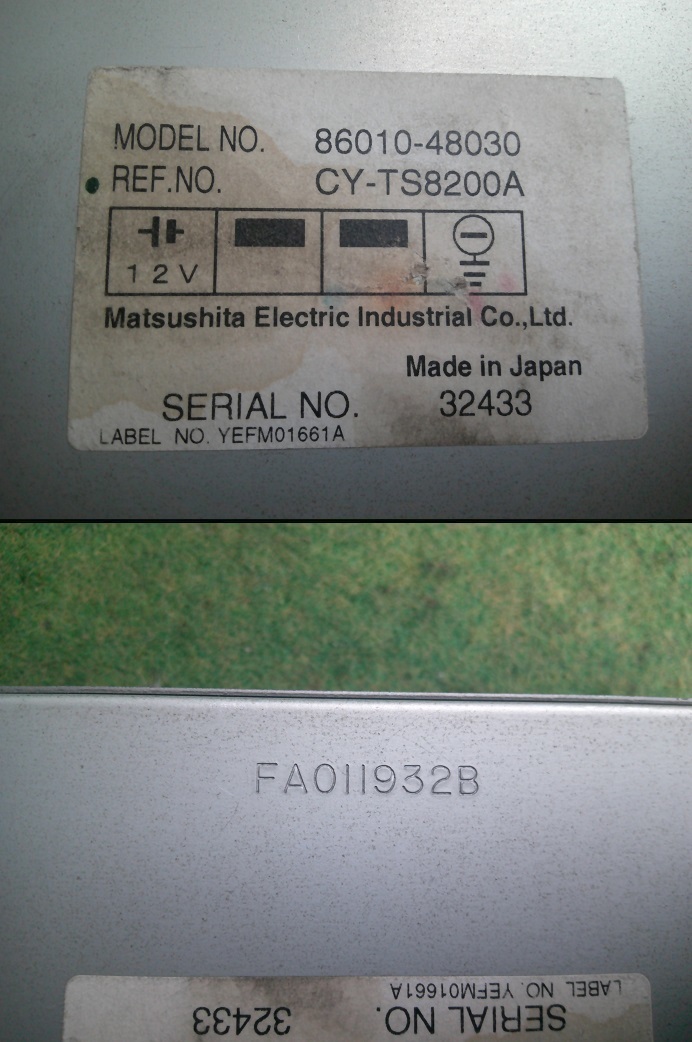 MODEL NO. 86010-48030
REF.NO. CY-TS8200A
12V
Matsushita Electric Industrial Co.,Ltd.
Made in Japan
SERIAL NO. 32433
LABEL NO. YEFM01661A
FA011932B
LABEL NO. YEFM01661A
SERIAL NO. 32433